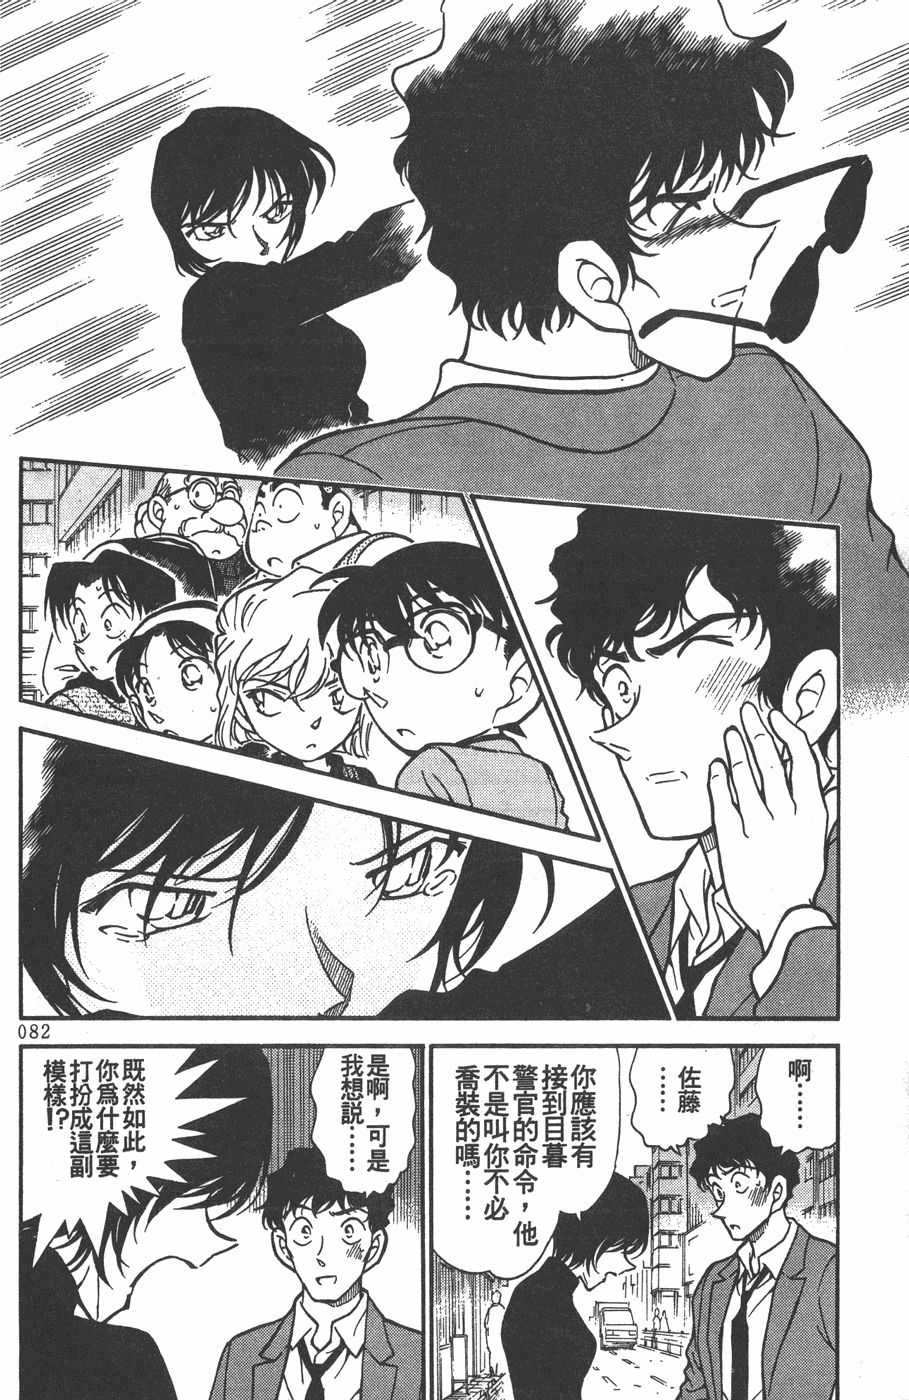 082
啊……
佐藤
……
你應該有
接到目暮
警官的命令，他
不是叫你不必
喬裝的嗎……
是啊，可是
我想說……
既然如此，
你爲什麼要
打扮成這副
模樣!?